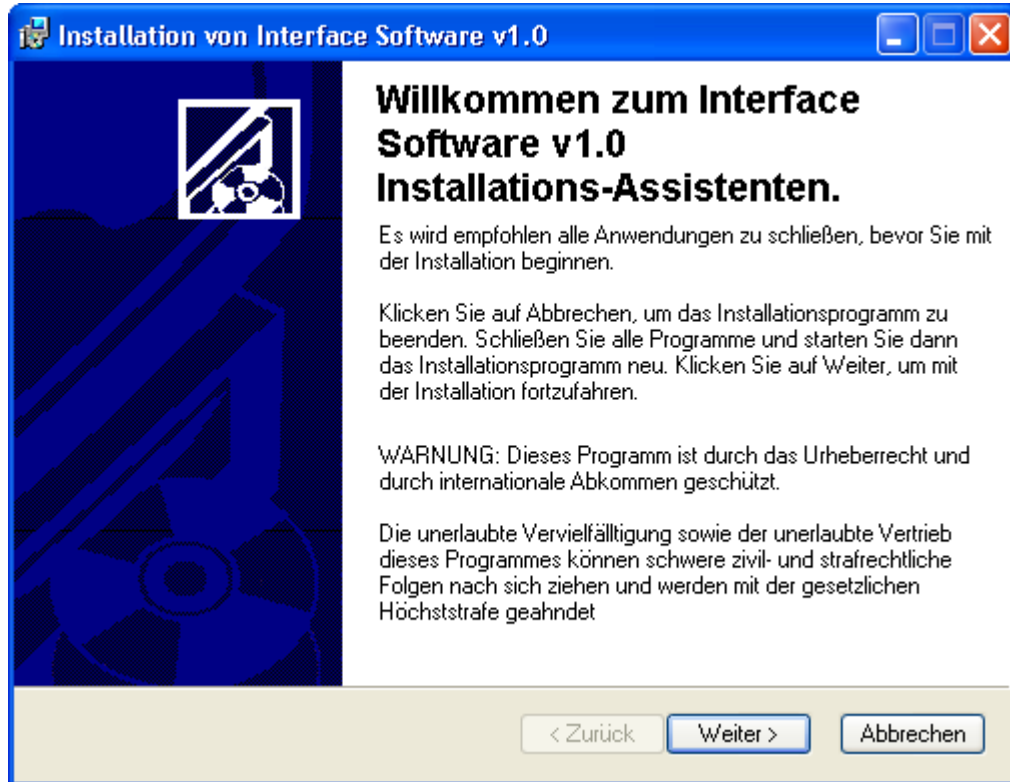 Installation von Interface Software v1.0
Willkommen zum Interface
Software v1.0
Installations-Assistenten.
Es wird empfohlen alle Anwendungen zu schließen, bevor Sie mit
der Installation beginnen.
Klicken Sie auf Abbrechen, um das Installationsprogramm zu
beenden. Schließen Sie alle Programme und starten Sie dann
das Installationsprogramm neu. Klicken Sie auf Weiter, um mit
der Installation fortzufahren.
WARNUNG: Dieses Programm ist durch das Urheberrecht und
durch internationale Abkommen geschützt.
Die unerlaubte Vervielfälltigung sowie der unerlaubte Vertrieb
dieses Programmes können schwere zivil- und strafrechtliche
Folgen nach sich ziehen und werden mit der gesetzlichen
Höchststrafe geahndet
< Zurück Weiter > Abbrechen